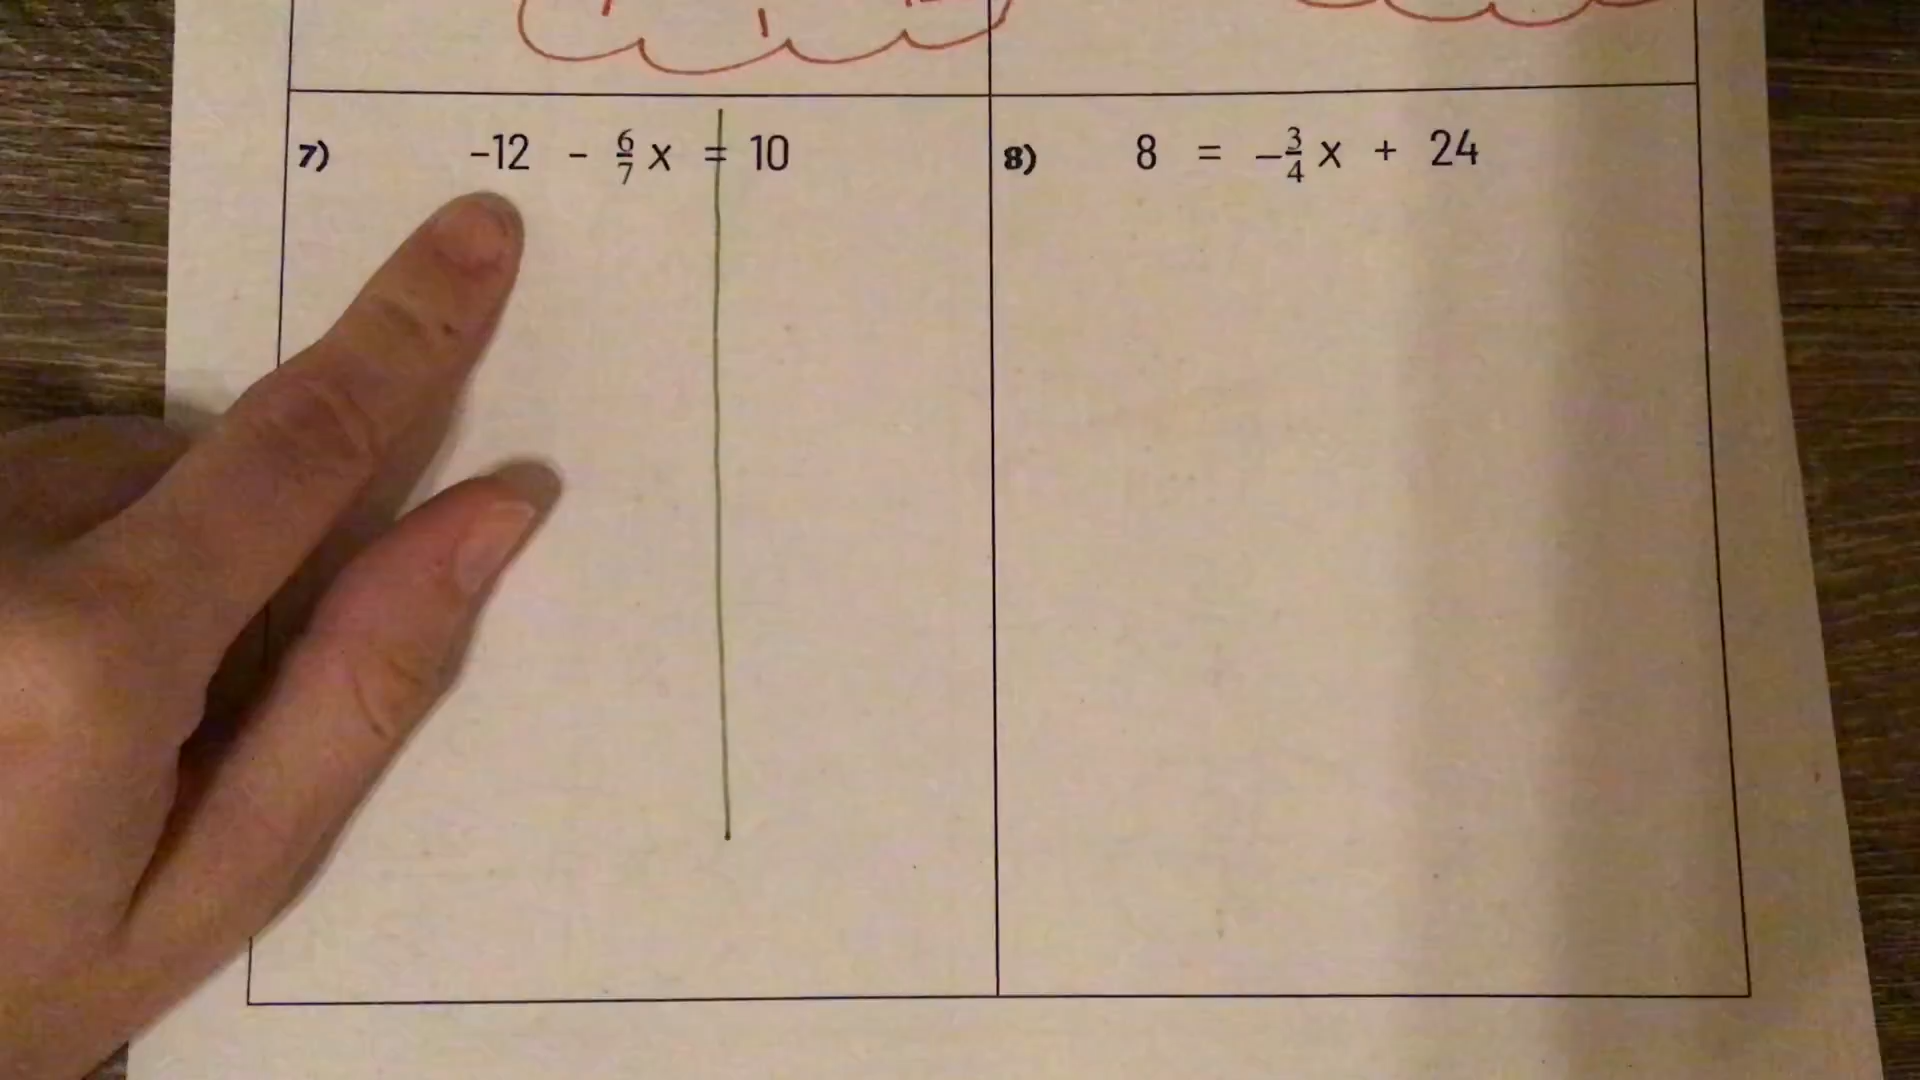 7) -12 - 6/7 x = 10
8) 8 = -3/4 x + 24